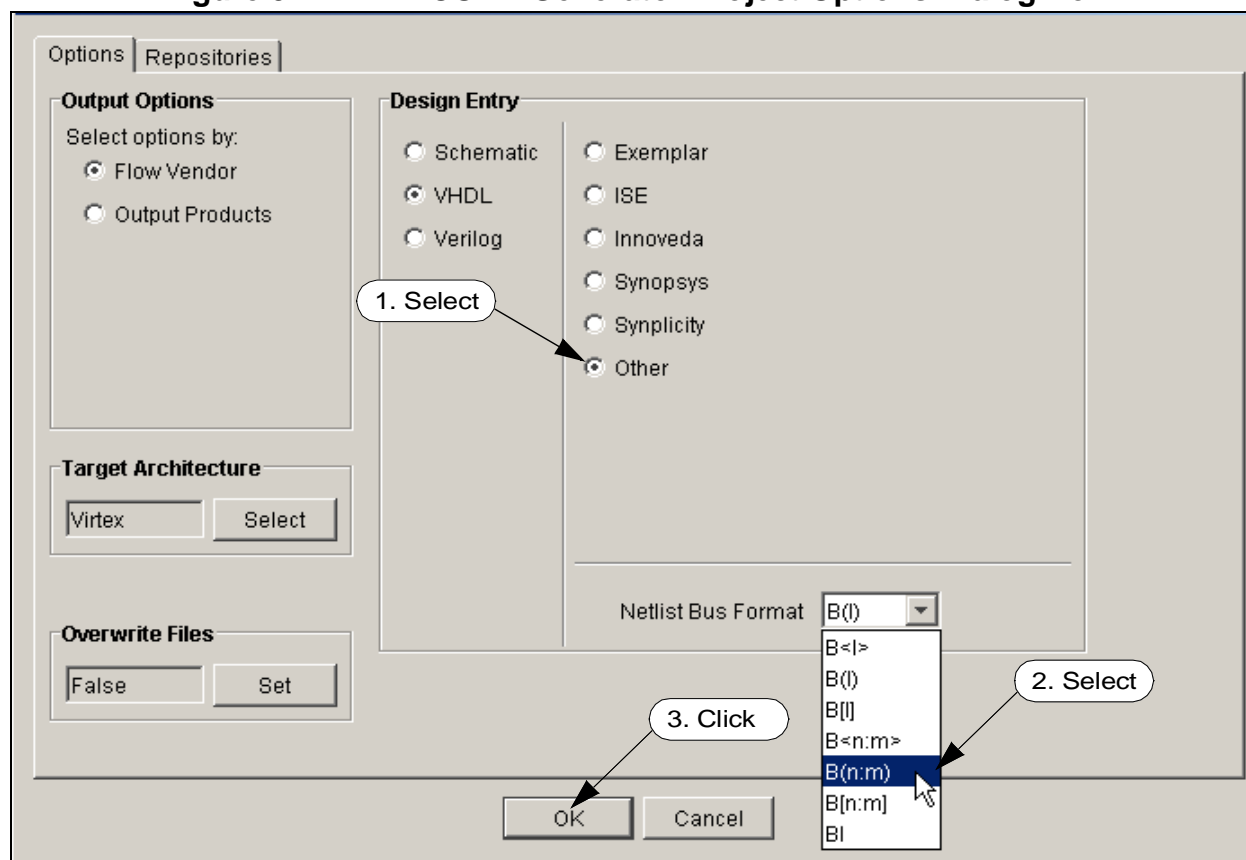 Options Repositories
Output Options
Select options by:
Flow Vendor
Output Products
Target Architecture
Virtex Select
Overwrite Files
False Set
Design Entry
Schematic
VHDL
Verilog
Exemplar
ISE
Innoveda
Synopsys
Synplicity
Other
1. Select
Netlist Bus Format B(I)
B<I>
B(I)
B[I]
B<n:m>
B(n:m)
B[n:m]
BI
2. Select
3. Click
OK Cancel